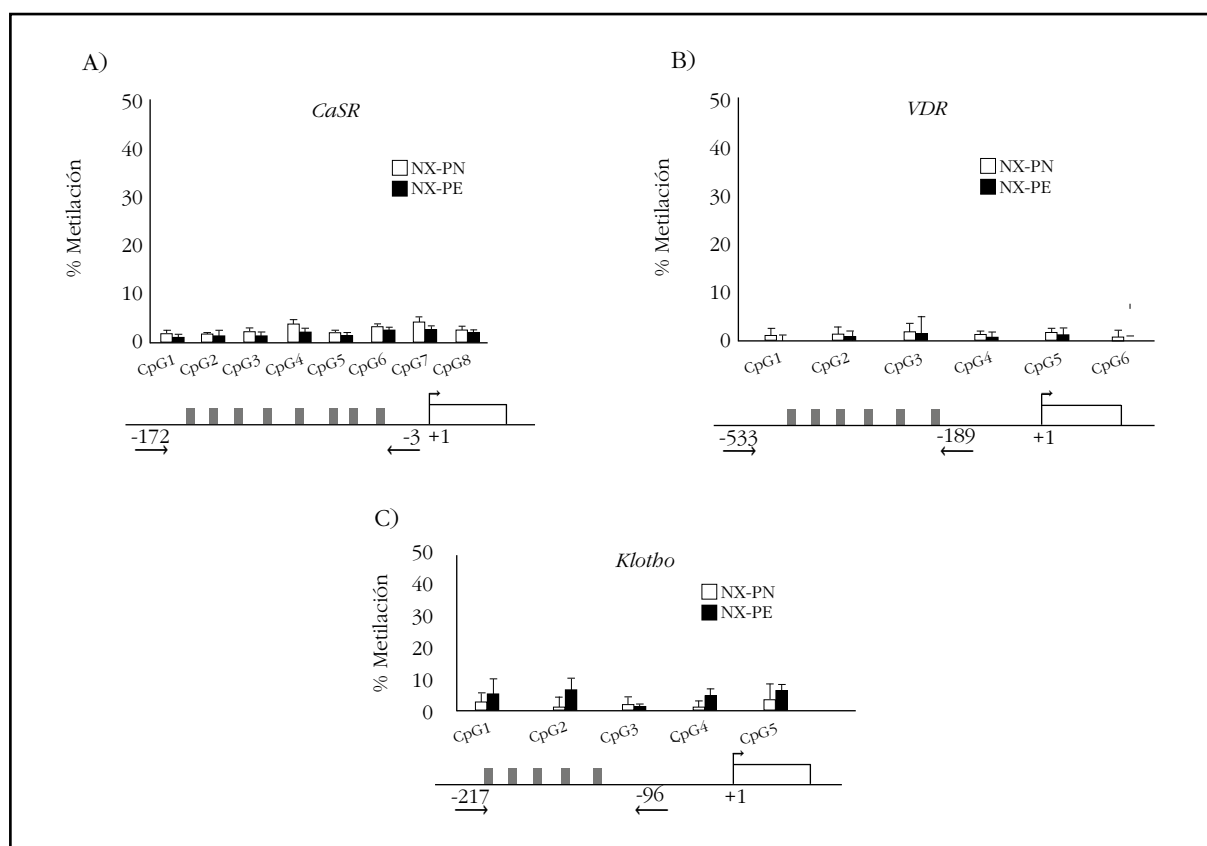 A)
CaSR
% Metilación
50
40
30
20
10
0
NX-PN
NX-PE
CpG1 CpG2 CpG3 CpG4 CpG5 CpG6 CpG7 CpG8
-172 -3 +1
B)
VDR
% Metilación
50
40
30
20
10
0
NX-PN
NX-PE
CpG1 CpG2 CpG3 CpG4 CpG5 CpG6
-533 -189 +1
C)
Klotho
% Metilación
50
40
30
20
10
0
NX-PN
NX-PE
CpG1 CpG2 CpG3 CpG4 CpG5
-217 -96 +1